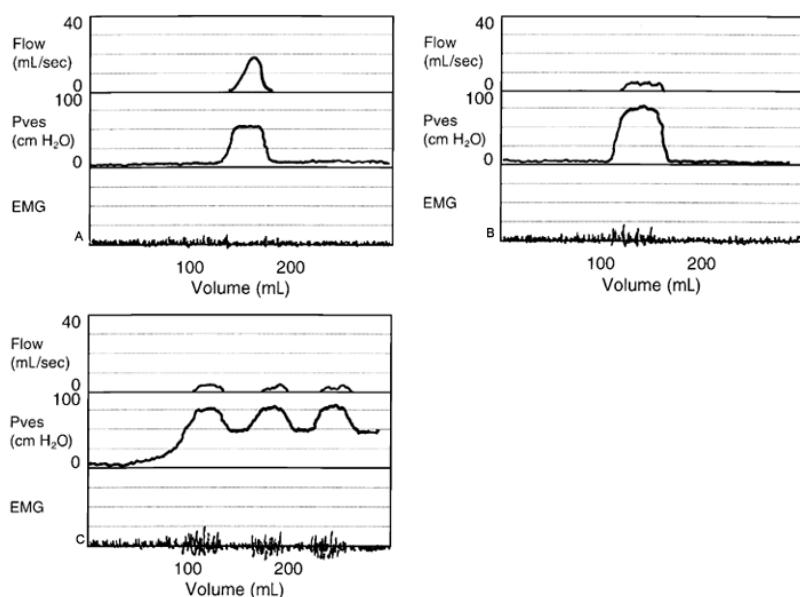 40
Flow
(mL/sec)
0
100
Pves
(cm H₂O)
0
EMG
A
100 200
Volume (mL)
40
Flow
(mL/sec)
0
100
Pves
(cm H₂O)
0
EMG
B
100 200
Volume (mL)
40
Flow
(mL/sec)
0
100
Pves
(cm H₂O)
0
EMG
C
100 200
Volume (mL)